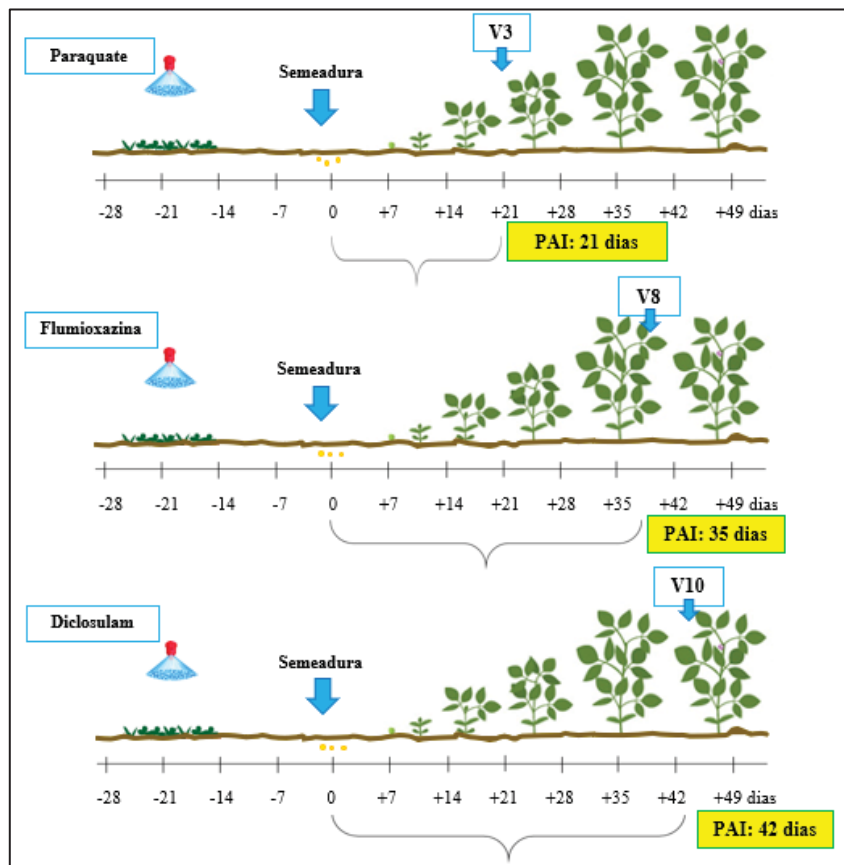 V3
Paraquate
Semeadura
-28 -21 -14 -7 0 +7 +14 +21 +28 +35 +42 +49 dias
PAI: 21 dias
V8
Flumioxazina
Semeadura
-28 -21 -14 -7 0 +7 +14 +21 +28 +35 +42 +49 dias
PAI: 35 dias
V10
Diclosulam
Semeadura
-28 -21 -14 -7 0 +7 +14 +21 +28 +35 +42 +49 dias
PAI: 42 dias